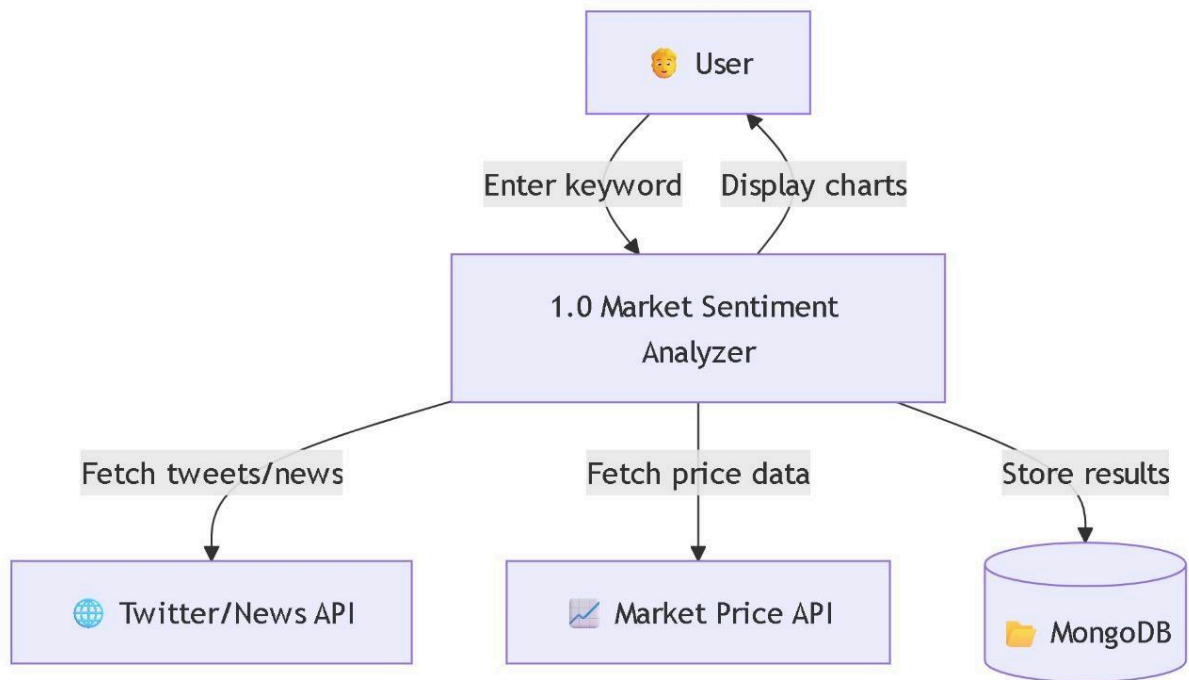 User
Enter keyword
Display charts
1.0 Market Sentiment
Analyzer
Fetch tweets/news
Fetch price data
Store results
Twitter/News API
Market Price API
MongoDB